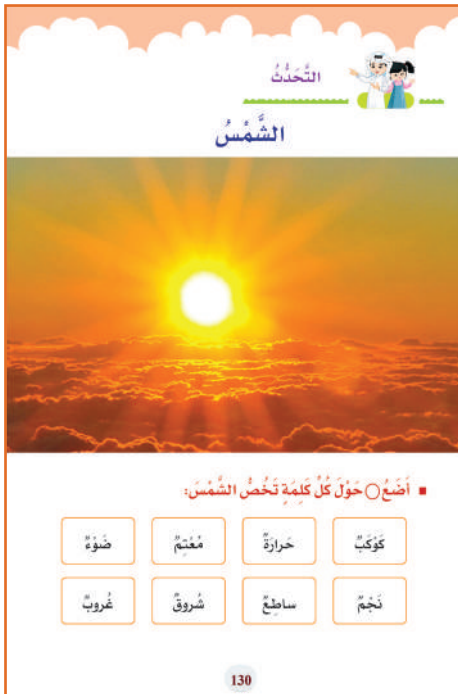 التَّحَدُّثُ
الشَّمْسُ
■ أَضَعُ○حَوْلَ كُلِّ كَلِمَةٍ تَخُصُّ الشَّمْسَ:
كَوْكَبٌ حَرارَةٌ مُعْتِمٌ ضَوْءٌ
نَجْمٌ ساطِعٌ شُروقٌ غُروبٌ
130